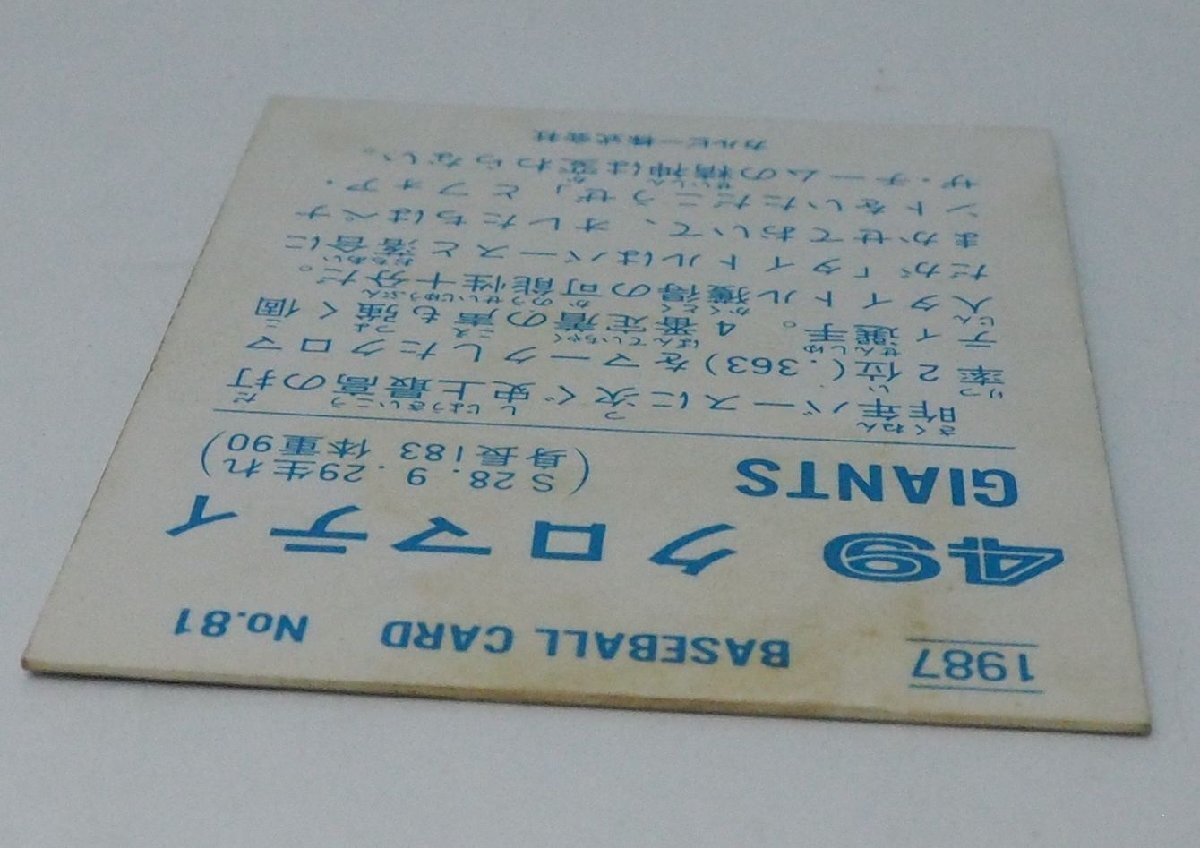 1987 BASEBALL CARD No.81
49 クロマティ
GIANTS
(S28.9.29生れ
身長183 体重90)
昨年バースに次ぐ史上最高の打
率2位(.363)をマークしたクロマ
ティ選手。4番定着の声も強く個
人タイトル獲得の可能性十分だ。
だが「タイトルはバースと落合に
まかせておいて、オレたちはペナ
ントをいただこうぜ」とフォア・
ザ・チームの精神は変わらない。
カルビー株式会社